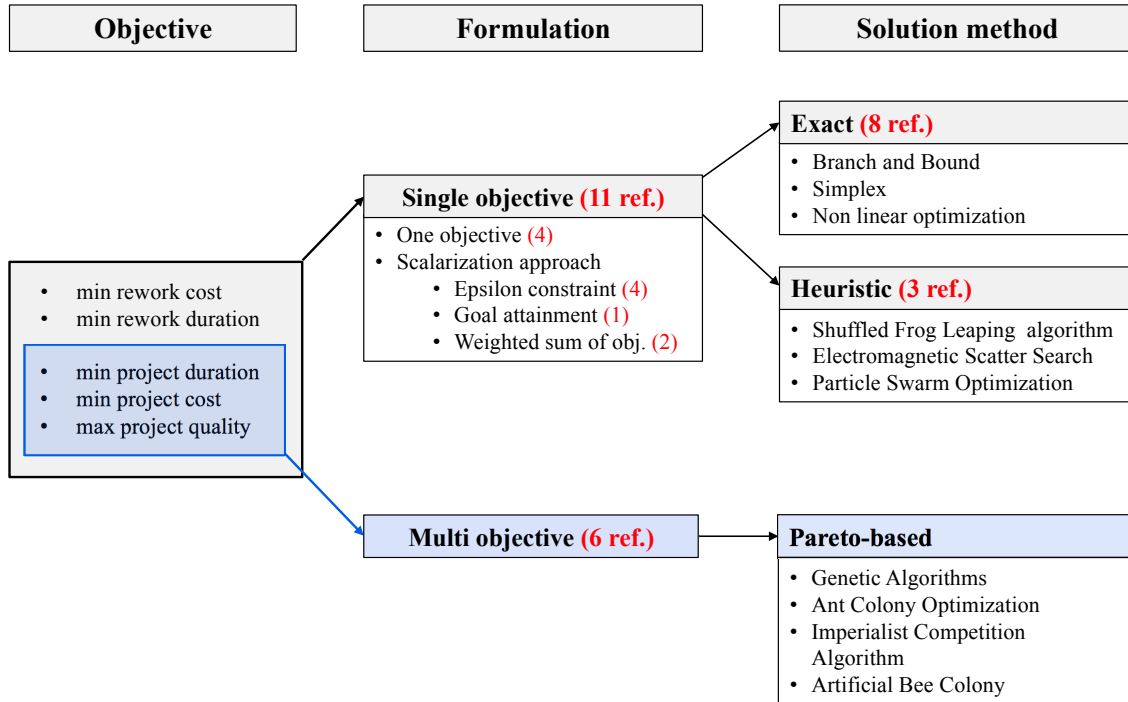 Objective
Formulation
Solution method
min rework cost
min rework duration
min project duration
min project cost
max project quality
Single objective (11 ref.)
One objective (4)
Scalarization approach
Epsilon constraint (4)
Goal attainment (1)
Weighted sum of obj. (2)
Multi objective (6 ref.)
Exact (8 ref.)
Branch and Bound
Simplex
Non linear optimization
Heuristic (3 ref.)
Shuffled Frog Leaping algorithm
Electromagnetic Scatter Search
Particle Swarm Optimization
Pareto-based
Genetic Algorithms
Ant Colony Optimization
Imperialist Competition
Algorithm
Artificial Bee Colony